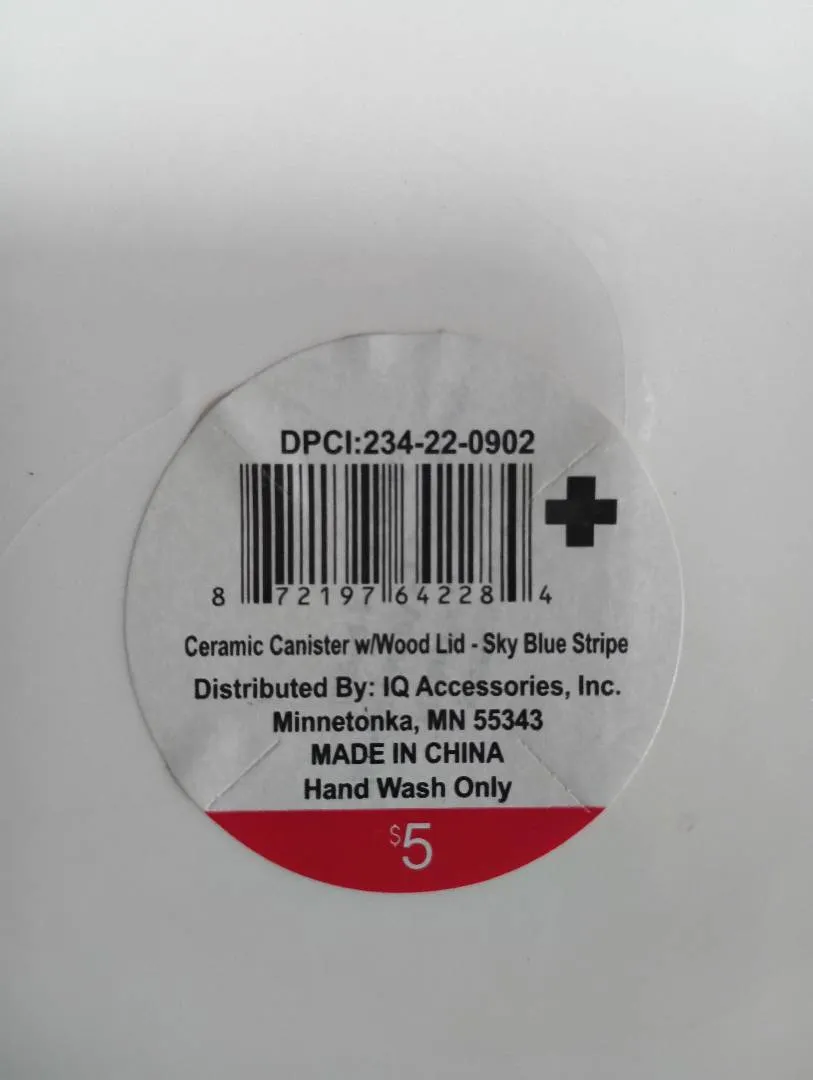 DPCI:234-22-0902
8 72197 64228 4
Ceramic Canister w/Wood Lid - Sky Blue Stripe
Distributed By: IQ Accessories, Inc.
Minnetonka, MN 55343
MADE IN CHINA
Hand Wash Only
$5